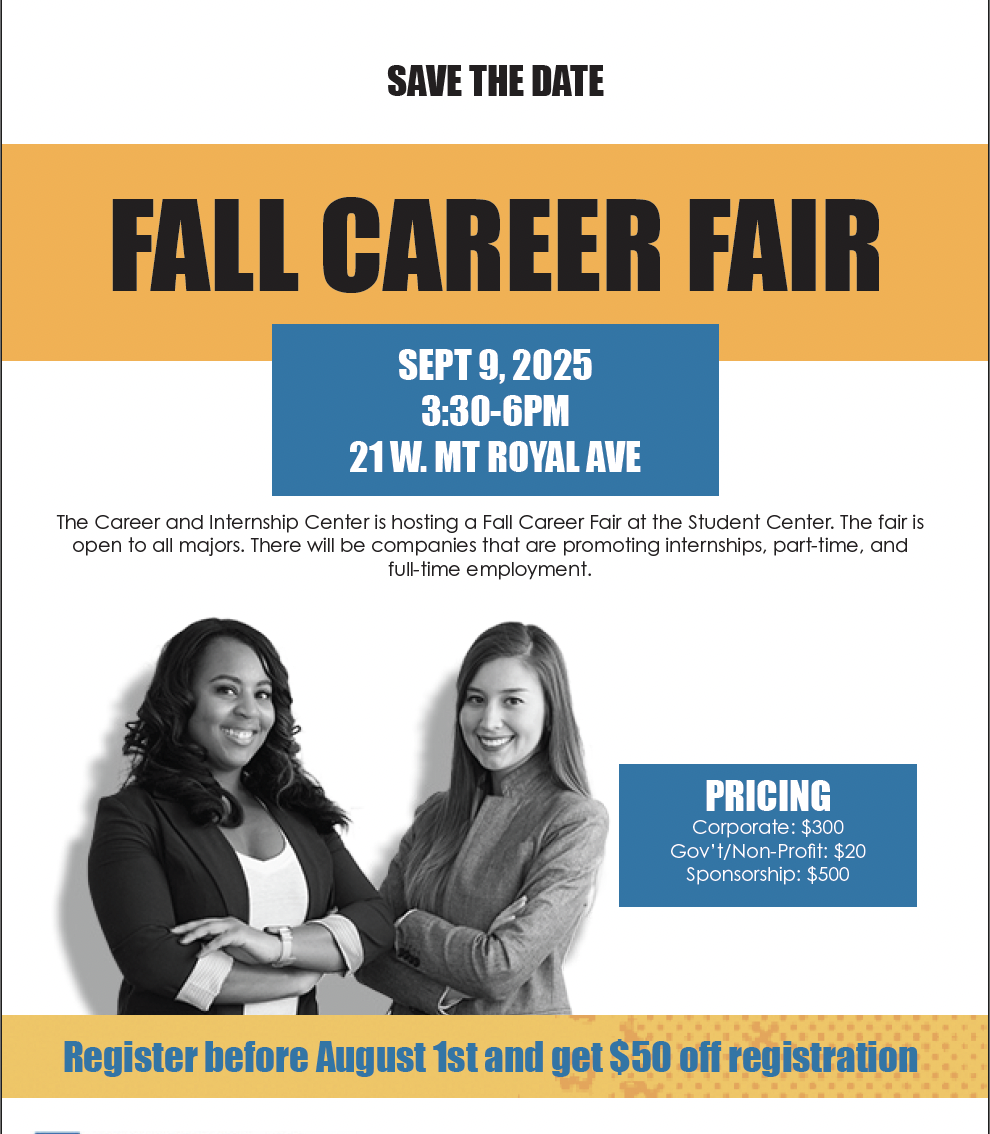 SAVE THE DATE
FALL CAREER FAIR
SEPT 9, 2025
3:30-6PM
21 W. MT ROYAL AVE
The Career and Internship Center is hosting a Fall Career Fair at the Student Center. The fair is
open to all majors. There will be companies that are promoting internships, part-time, and
full-time employment.
PRICING
Corporate: $300
Gov't/Non-Profit: $20
Sponsorship: $500
Register before August 1st and get $50 off registration